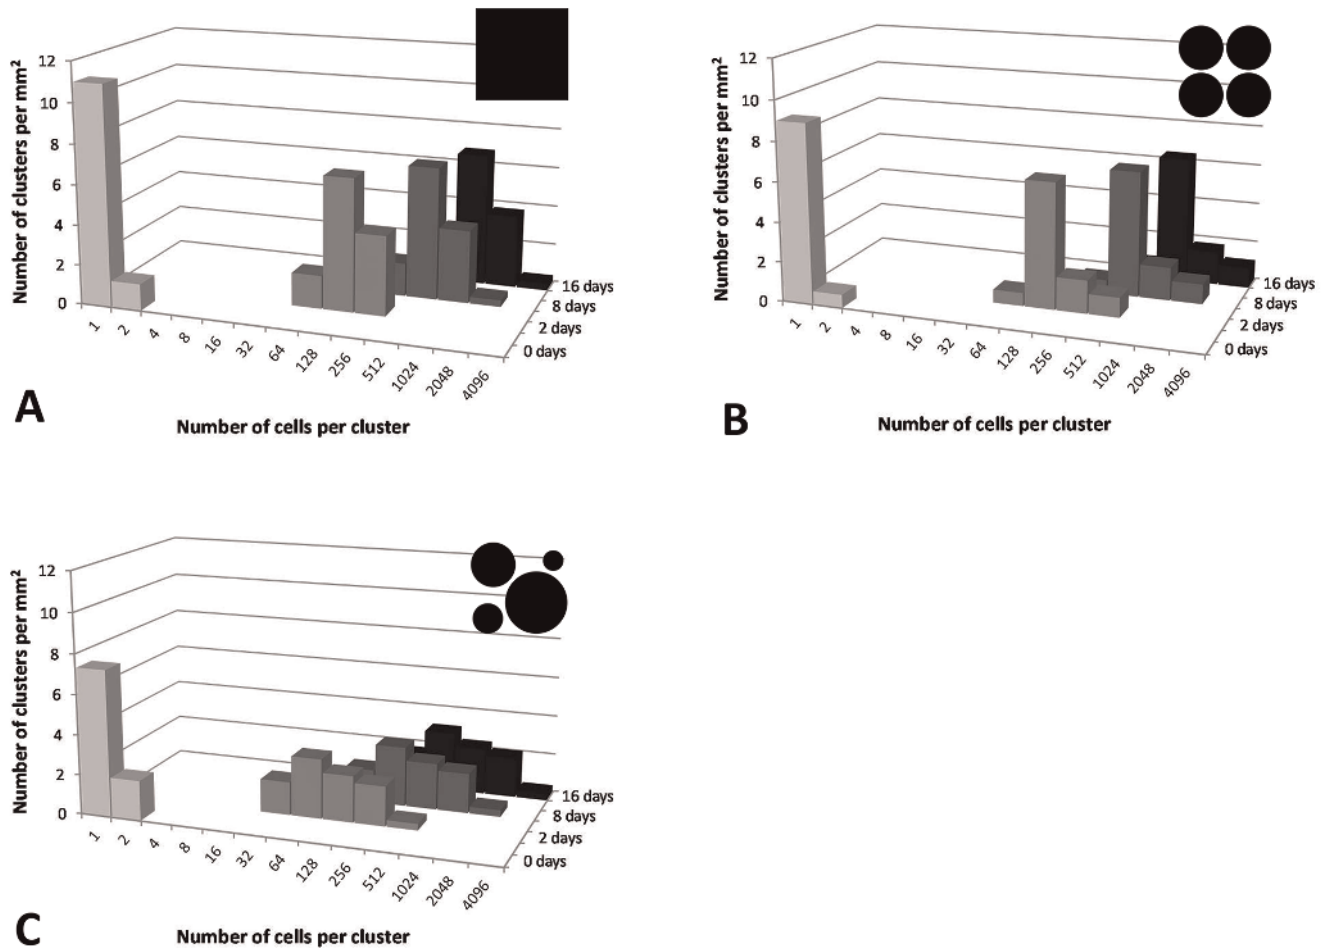 Number of clusters per mm²
12
10
8
6
4
2
0
1
2
4
8
16
32
64
128
256
512
1024
2048
4096
16 days
8 days
2 days
0 days
A
Number of cells per cluster
Number of clusters per mm²
12
10
8
6
4
2
0
1
2
4
8
16
32
64
128
256
512
1024
2048
4096
16 days
8 days
2 days
0 days
B
Number of cells per cluster
Number of clusters per mm²
12
10
8
6
4
2
0
1
2
4
8
16
32
64
128
256
512
1024
2048
4096
16 days
8 days
2 days
0 days
C
Number of cells per cluster